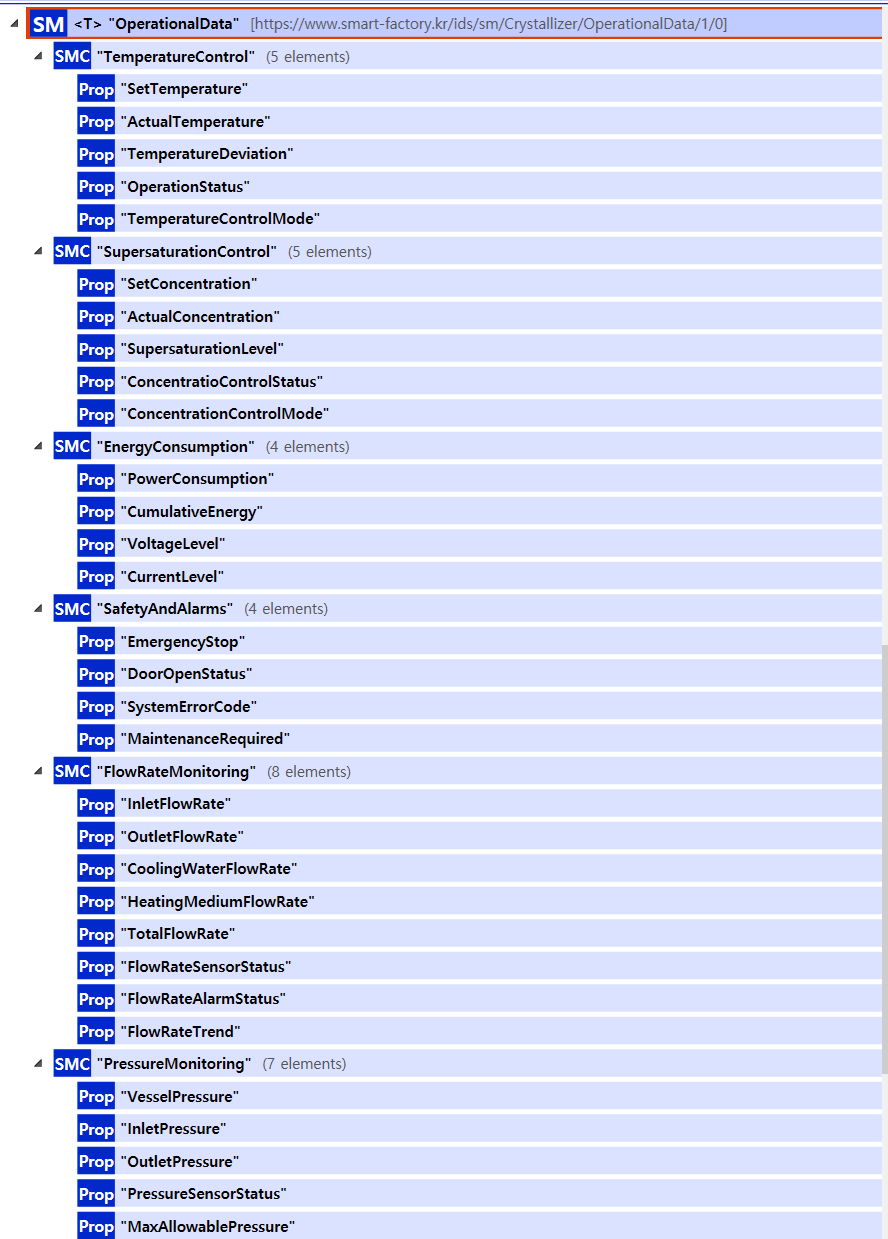 SM <T> "OperationalData" [https://www.smart-factory.kr/ids/sm/Crystallizer/OperationalData/1/0]
SMC "TemperatureControl" (5 elements)
Prop "SetTemperature"
Prop "ActualTemperature"
Prop "TemperatureDeviation"
Prop "OperationStatus"
Prop "TemperatureControlMode"
SMC "SupersaturationControl" (5 elements)
Prop "SetConcentration"
Prop "ActualConcentration"
Prop "SupersaturationLevel"
Prop "ConcentratioControlStatus"
Prop "ConcentrationControlMode"
SMC "EnergyConsumption" (4 elements)
Prop "PowerConsumption"
Prop "CumulativeEnergy"
Prop "VoltageLevel"
Prop "CurrentLevel"
SMC "SafetyAndAlarms" (4 elements)
Prop "EmergencyStop"
Prop "DoorOpenStatus"
Prop "SystemErrorCode"
Prop "MaintenanceRequired"
SMC "FlowRateMonitoring" (8 elements)
Prop "InletFlowRate"
Prop "OutletFlowRate"
Prop "CoolingWaterFlowRate"
Prop "HeatingMediumFlowRate"
Prop "TotalFlowRate"
Prop "FlowRateSensorStatus"
Prop "FlowRateAlarmStatus"
Prop "FlowRateTrend"
SMC "PressureMonitoring" (7 elements)
Prop "VesselPressure"
Prop "InletPressure"
Prop "OutletPressure"
Prop "PressureSensorStatus"
Prop "MaxAllowablePressure"